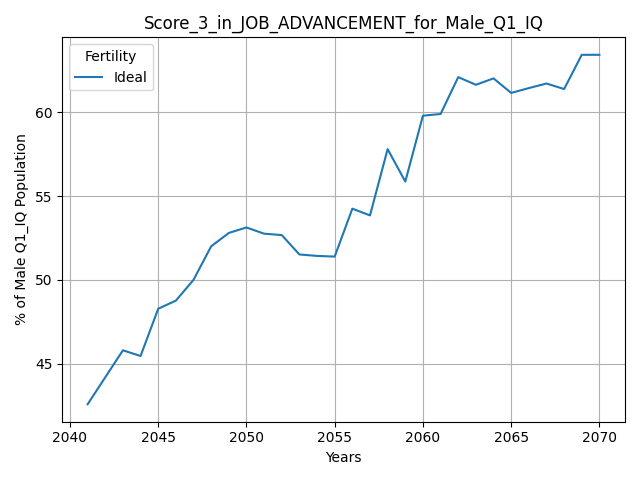 Score_3_in_JOB_ADVANCEMENT_for_Male_Q1_IQ
Fertility
Ideal
% of Male Q1_IQ Population
60
55
50
45
2040 2045 2050 2055 2060 2065 2070
Years